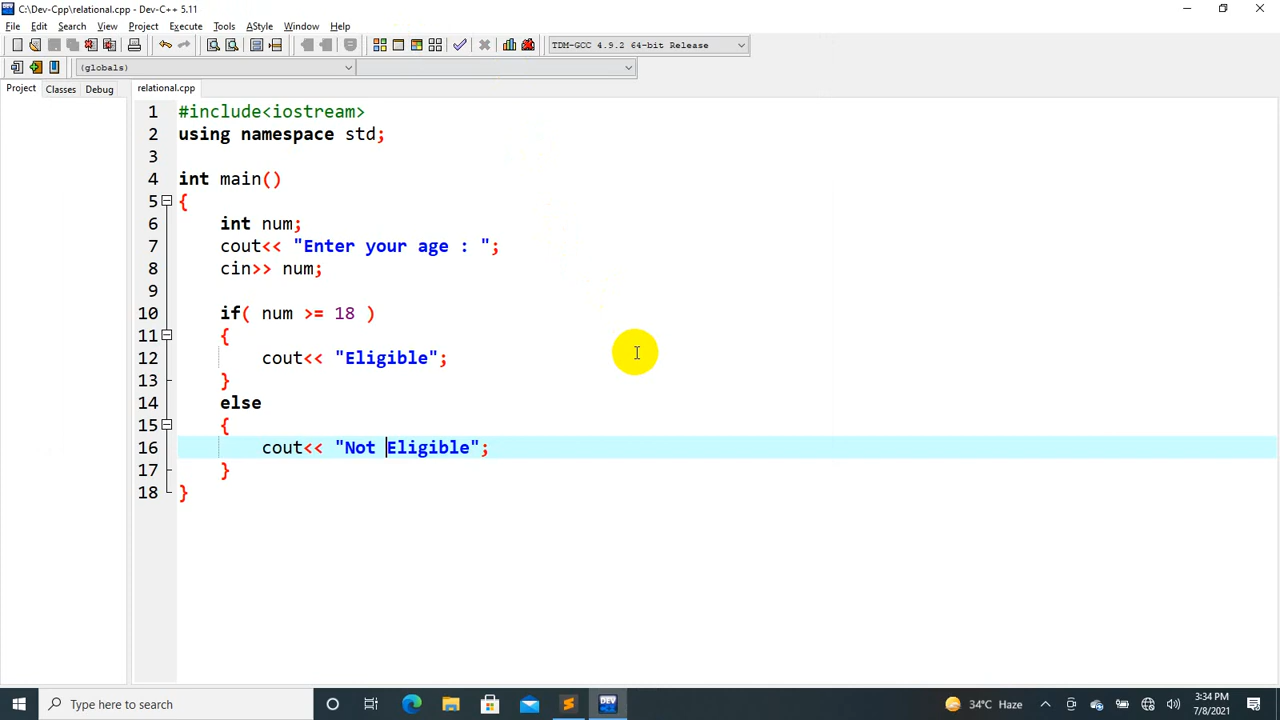 C:\Dev-Cpp\relational.cpp - Dev-C++ 5.11
File Edit Search View Project Execute Tools AStyle Window Help
TDM-GCC 4.9.2 64-bit Release
(globals)
Project Classes Debug relational.cpp
1 #include<iostream>
2 using namespace std;
3
4 int main()
5 {
6 int num;
7 cout<< "Enter your age : ";
8 cin>> num;
9
10 if( num >= 18 )
11 {
12 cout<< "Eligible";
13 }
14 else
15 {
16 cout<< "Not Eligible";
17 }
18 }
Type here to search
DEV
34°C Haze
3:34 PM
7/8/2021